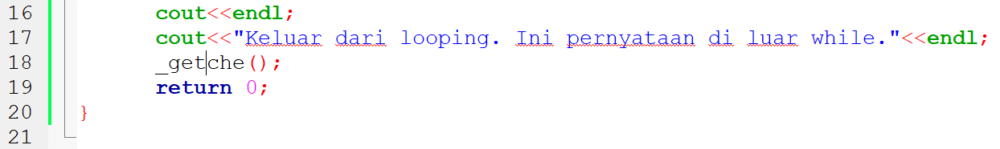 16 cout<<endl;
17 cout<<"Keluar dari looping. Ini pernyataan di luar while."<<endl;
18 _getche();
19 return 0;
20 }
21